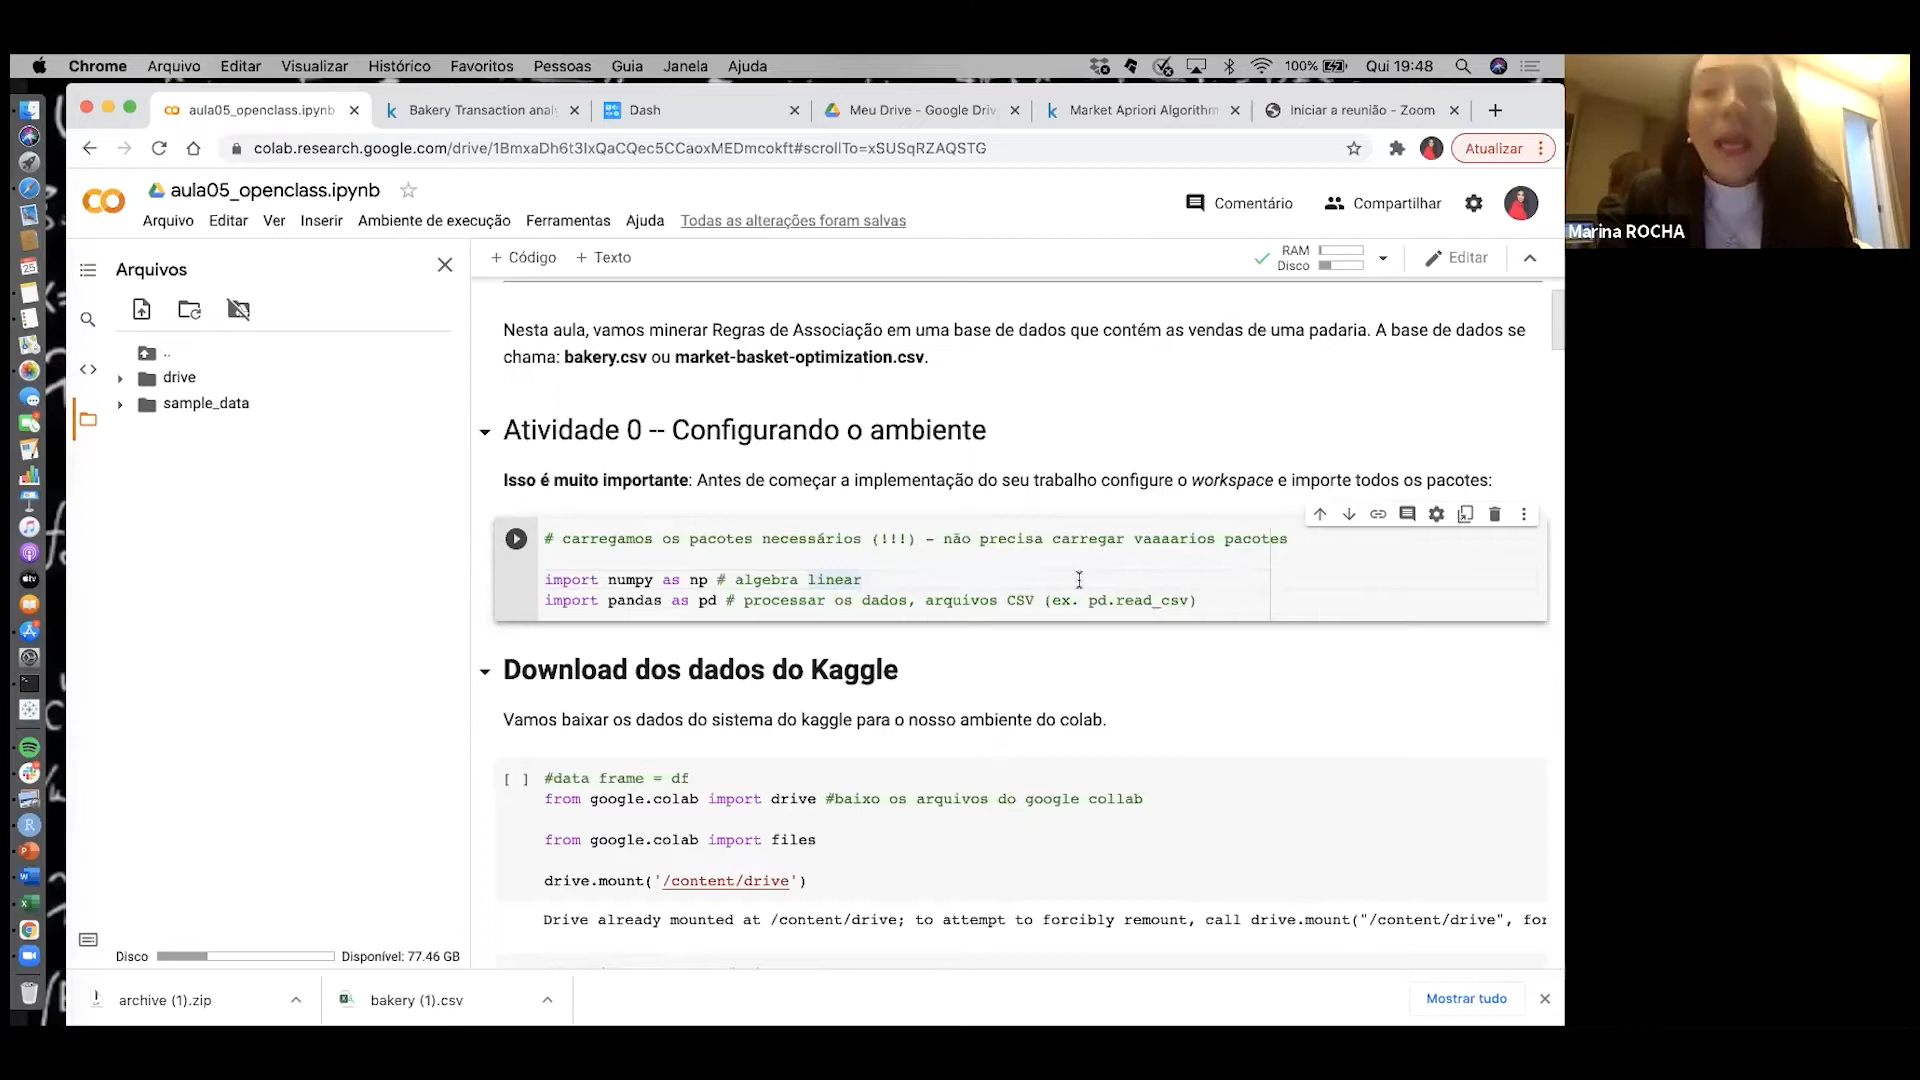 Chrome Arquivo Editar Visualizar Histórico Favoritos Pessoas Guia Janela Ajuda 100% Qui 19:48
aula05_openclass.ipynb Bakery Transaction anal Dash Meu Drive - Google Driv Market Apriori Algorithm Iniciar a reunião - Zoom
colab.research.google.com/drive/1BmxaDh6t3IxQaCQec5CCaoxMEDmcokft#scrollTo=xSUSqRZAQSTG Atualizar
Marina ROCHA
aula05_openclass.ipynb
Comentário Compartilhar
Arquivo Editar Ver Inserir Ambiente de execução Ferramentas Ajuda Todas as alterações foram salvas
Arquivos
+ Código + Texto
RAM
Disco
Editar
..
drive
sample_data
Nesta aula, vamos minerar Regras de Associação em uma base de dados que contém as vendas de uma padaria. A base de dados se
chama: bakery.csv ou market-basket-optimization.csv.
Atividade 0 -- Configurando o ambiente
Isso é muito importante: Antes de começar a implementação do seu trabalho configure o workspace e importe todos os pacotes:
# carregamos os pacotes necessários (!!!) - não precisa carregar vaaaarios pacotes
import numpy as np # algebra linear
import pandas as pd # processar os dados, arquivos CSV (ex. pd.read_csv)
Download dos dados do Kaggle
Vamos baixar os dados do sistema do kaggle para o nosso ambiente do colab.
[ ] #data frame = df
from google.colab import drive #baixo os arquivos do google collab
from google.colab import files
drive.mount('/content/drive')
Drive already mounted at /content/drive; to attempt to forcibly remount, call drive.mount("/content/drive", for
Disco Disponível: 77.46 GB
archive (1).zip bakery (1).csv Mostrar tudo